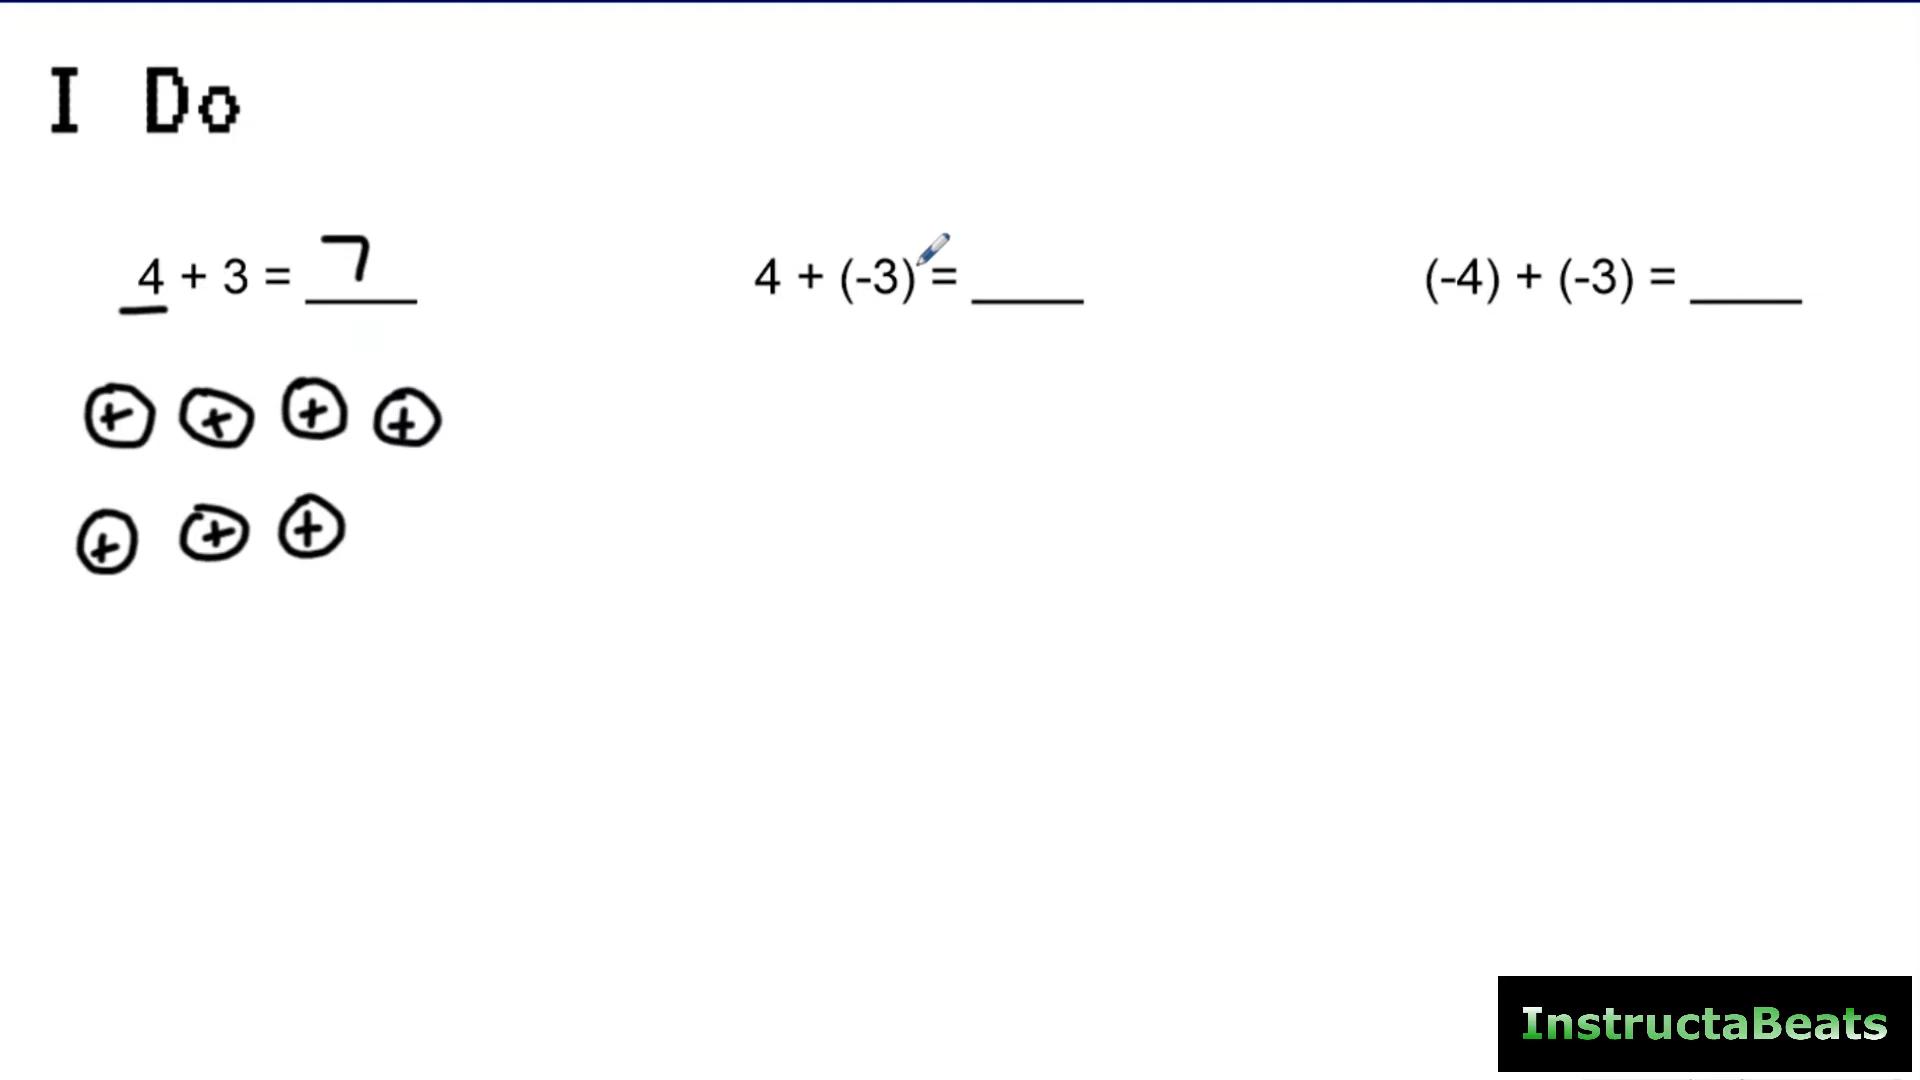 I Do
4 + 3 = 7
4 + (-3) = ____
(-4) + (-3) = ____
+ + + +
+ + +
InstructaBeats